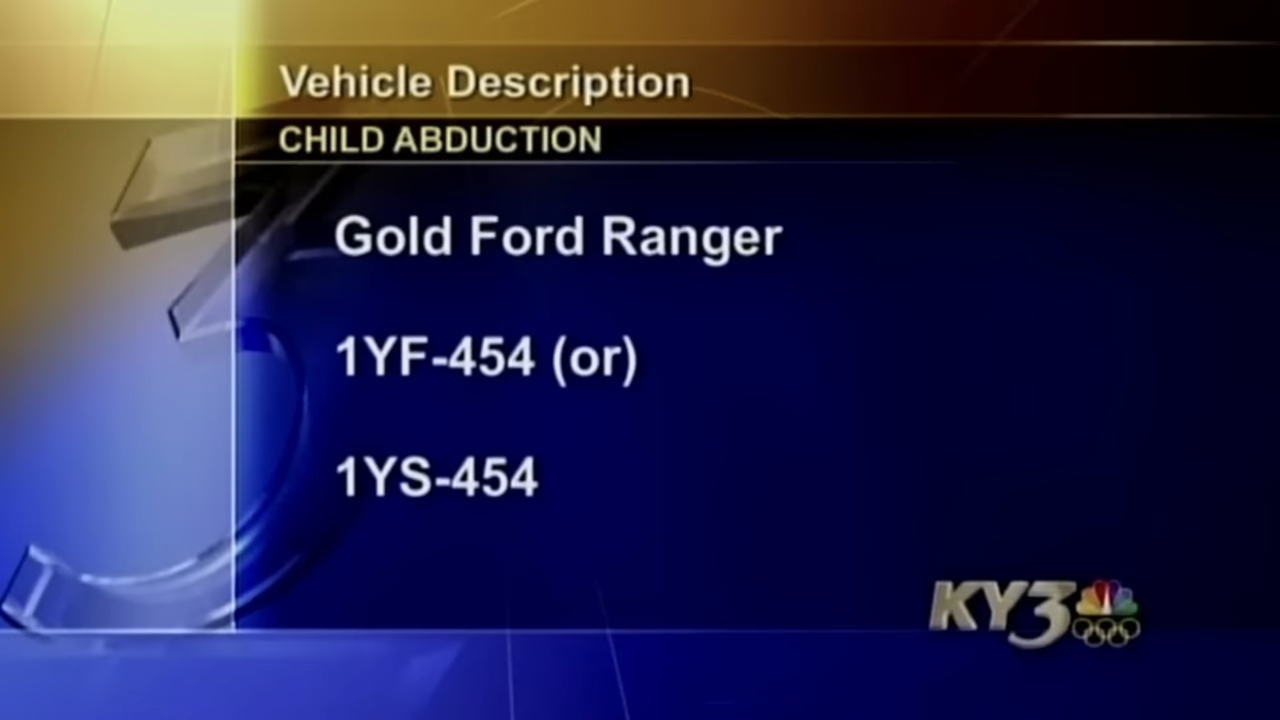 Vehicle Description
CHILD ABDUCTION
Gold Ford Ranger
1YF-454 (or)
1YS-454
KY3